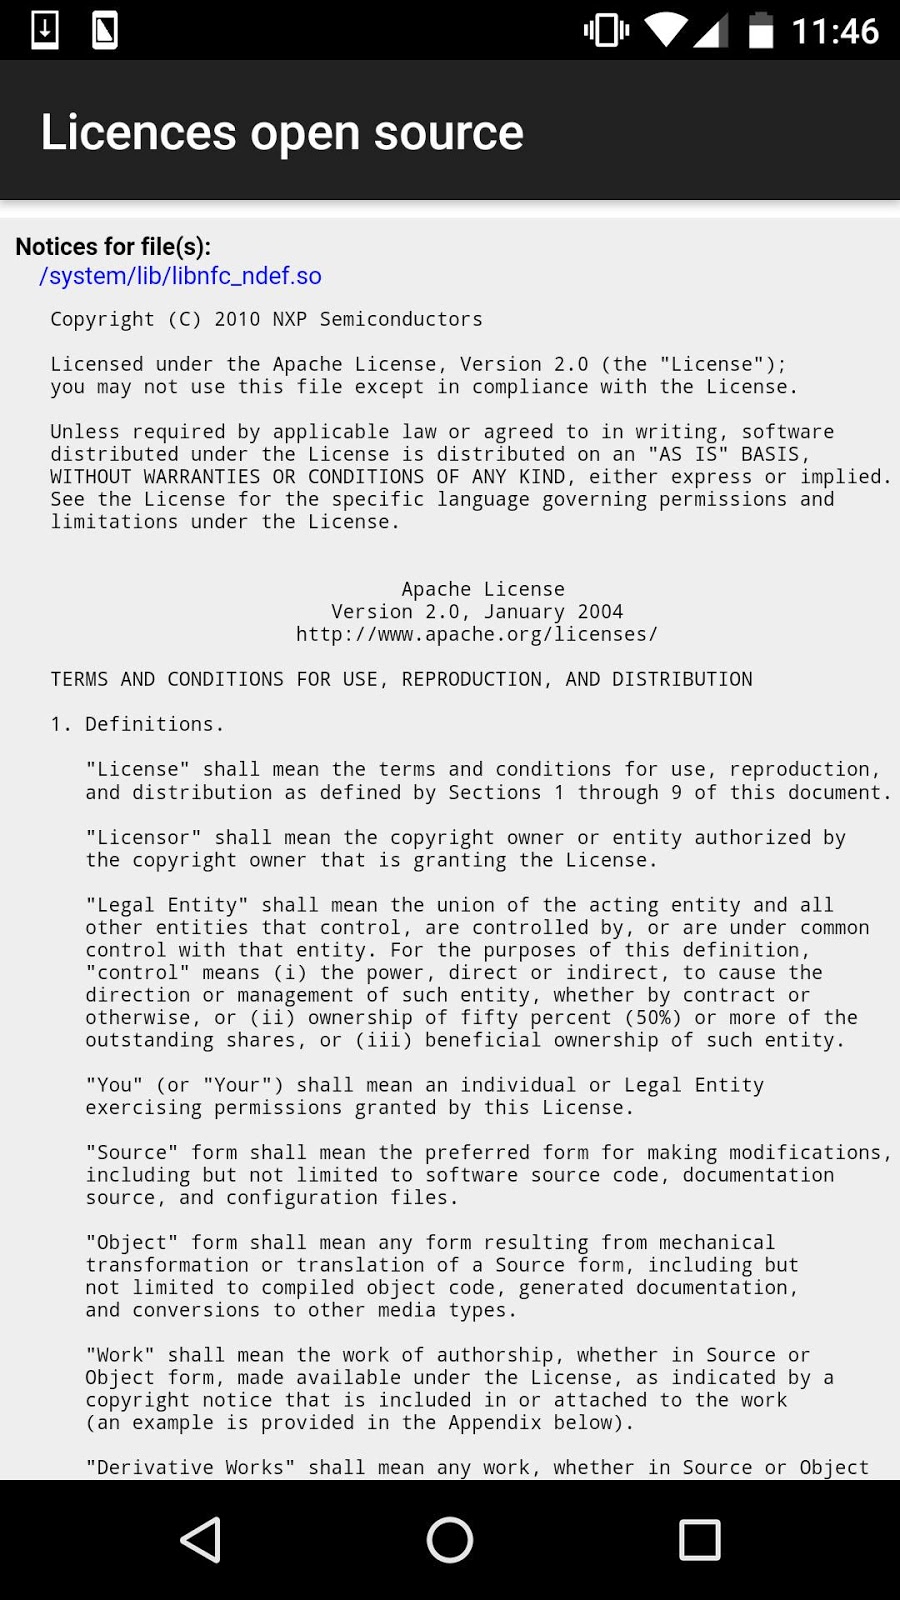 11:46
Licences open source
Notices for file(s):
/system/lib/libnfc_ndef.so
Copyright (C) 2010 NXP Semiconductors
Licensed under the Apache License, Version 2.0 (the "License");
you may not use this file except in compliance with the License.
Unless required by applicable law or agreed to in writing, software
distributed under the License is distributed on an "AS IS" BASIS,
WITHOUT WARRANTIES OR CONDITIONS OF ANY KIND, either express or implied.
See the License for the specific language governing permissions and
limitations under the License.
Apache License
Version 2.0, January 2004
http://www.apache.org/licenses/
TERMS AND CONDITIONS FOR USE, REPRODUCTION, AND DISTRIBUTION
1. Definitions.
"License" shall mean the terms and conditions for use, reproduction,
and distribution as defined by Sections 1 through 9 of this document.
"Licensor" shall mean the copyright owner or entity authorized by
the copyright owner that is granting the License.
"Legal Entity" shall mean the union of the acting entity and all
other entities that control, are controlled by, or are under common
control with that entity. For the purposes of this definition,
"control" means (i) the power, direct or indirect, to cause the
direction or management of such entity, whether by contract or
otherwise, or (ii) ownership of fifty percent (50%) or more of the
outstanding shares, or (iii) beneficial ownership of such entity.
"You" (or "Your") shall mean an individual or Legal Entity
exercising permissions granted by this License.
"Source" form shall mean the preferred form for making modifications,
including but not limited to software source code, documentation
source, and configuration files.
"Object" form shall mean any form resulting from mechanical
transformation or translation of a Source form, including but
not limited to compiled object code, generated documentation,
and conversions to other media types.
"Work" shall mean the work of authorship, whether in Source or
Object form, made available under the License, as indicated by a
copyright notice that is included in or attached to the work
(an example is provided in the Appendix below).
"Derivative Works" shall mean any work, whether in Source or Object